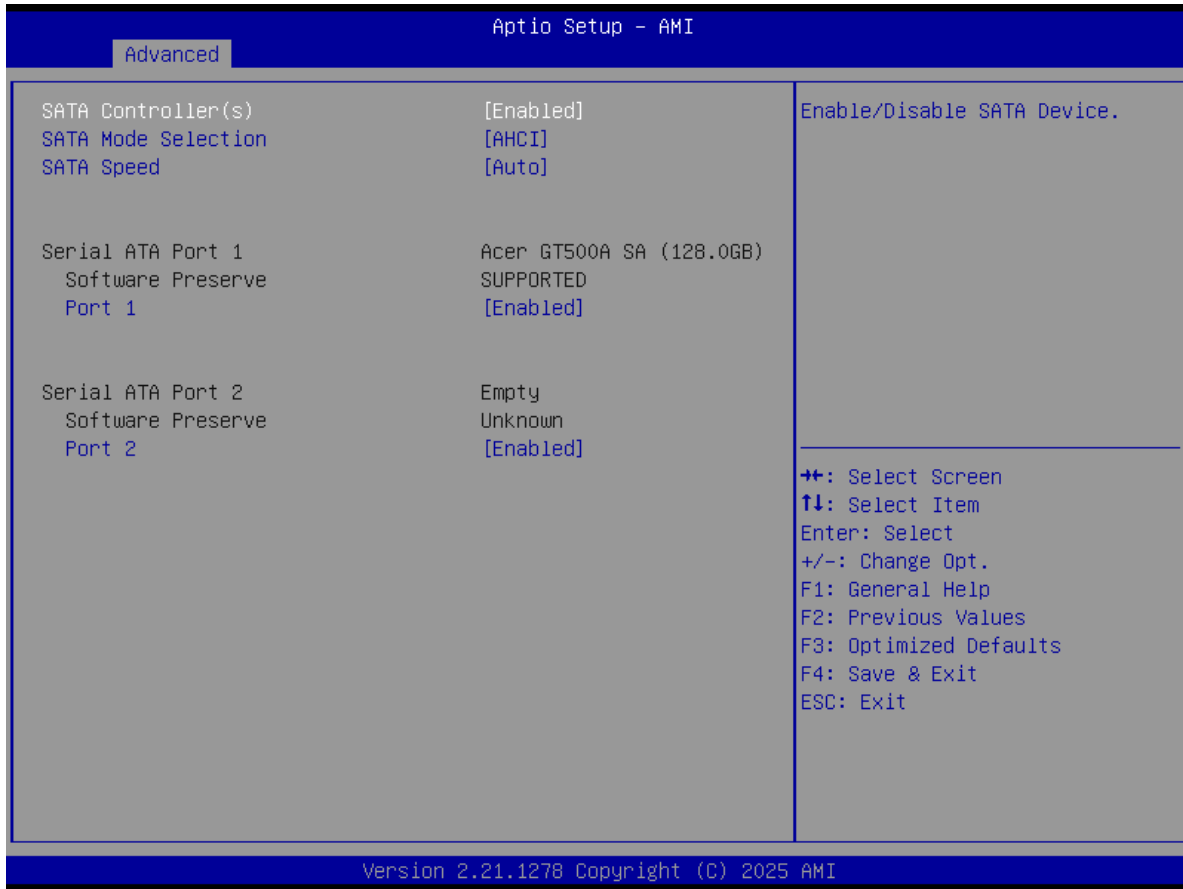 Aptio Setup – AMI
Advanced
SATA Controller(s) [Enabled]
SATA Mode Selection [AHCI]
SATA Speed [Auto]
Serial ATA Port 1 Acer GT500A SA (128.0GB)
Software Preserve SUPPORTED
Port 1 [Enabled]
Serial ATA Port 2 Empty
Software Preserve Unknown
Port 2 [Enabled]
Enable/Disable SATA Device.
→←: Select Screen
↑↓: Select Item
Enter: Select
+/-: Change Opt.
F1: General Help
F2: Previous Values
F3: Optimized Defaults
F4: Save & Exit
ESC: Exit
Version 2.21.1278 Copyright (C) 2025 AMI